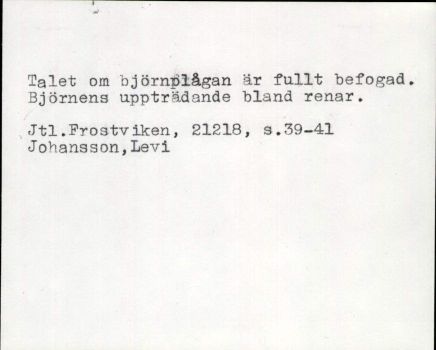 Talet om björnplågan är fullt befogad.
Björnens uppträdande bland renar.
Jtl.Frostviken, 21218, s.39-41
Johansson,Levi